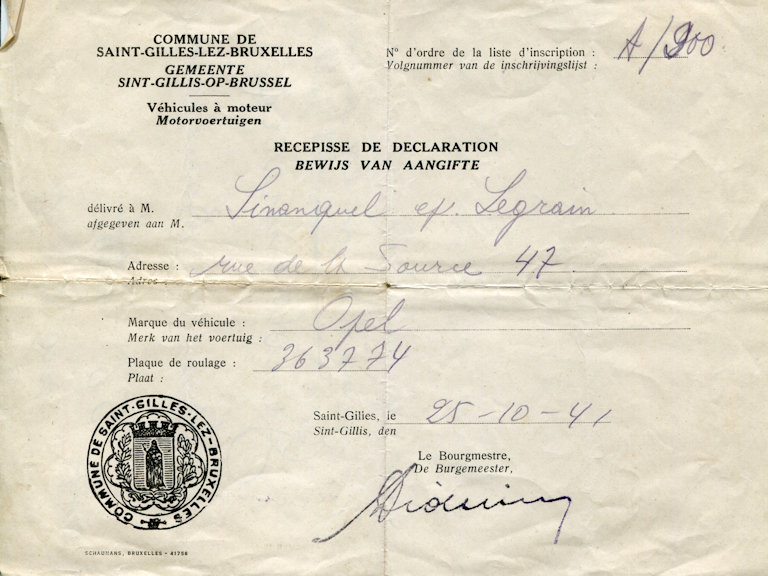 COMMUNE DE
SAINT-GILLES-LEZ-BRUXELLES
GEMEENTE
SINT-GILLIS-OP-BRUSSEL
Véhicules à moteur
Motorvoertuigen
N° d'ordre de la liste d'inscription : A/900
Volgnummer van de inschrijvingslijst :
RECEPISSE DE DECLARATION
BEWIJS VAN AANGIFTE
délivré à M. Sinanquel ep. Legrain
afgegeven aan M.
Adresse : rue de la Source 47
Adres :
Marque du véhicule : Opel
Merk van het voertuig :
Plaque de roulage : 363774
Plaat :
Saint-Gilles, le 25-10-41
Sint-Gillis, den
Le Bourgmestre,
De Burgemeester,
COMMUNE DE SAINT-GILLES-LEZ-BRUXELLES
SCHAUMANS, BRUXELLES - 41756